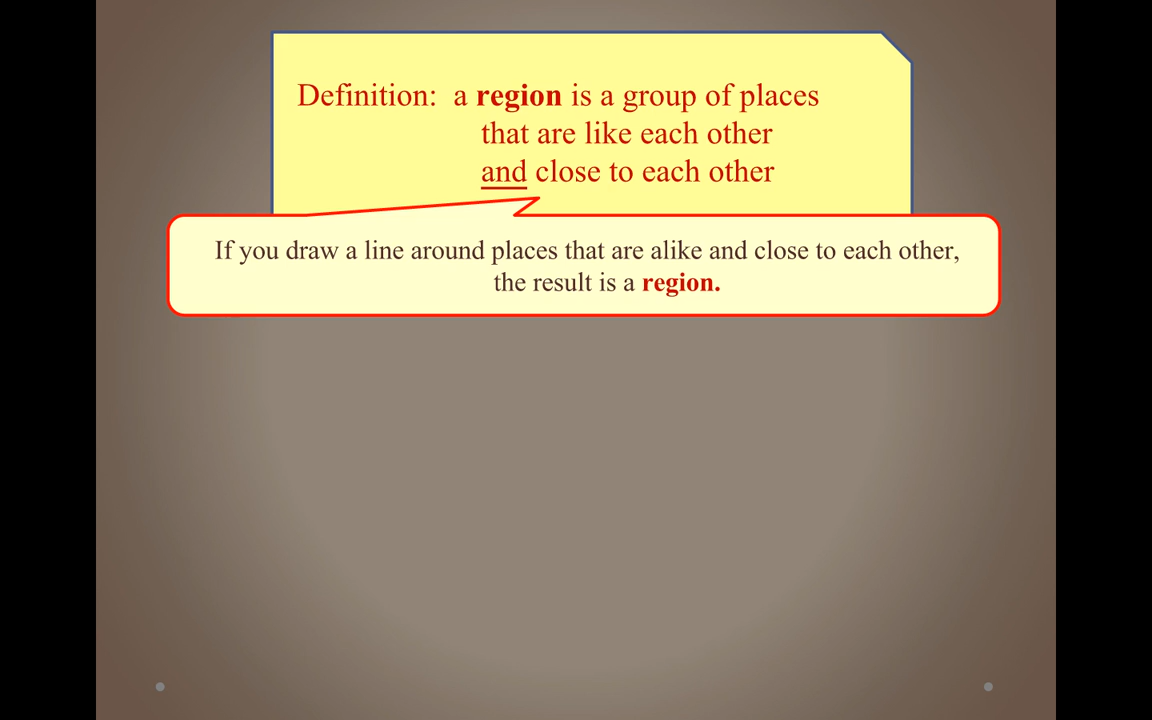 Definition: a region is a group of places
that are like each other
and close to each other
If you draw a line around places that are alike and close to each other,
the result is a region.